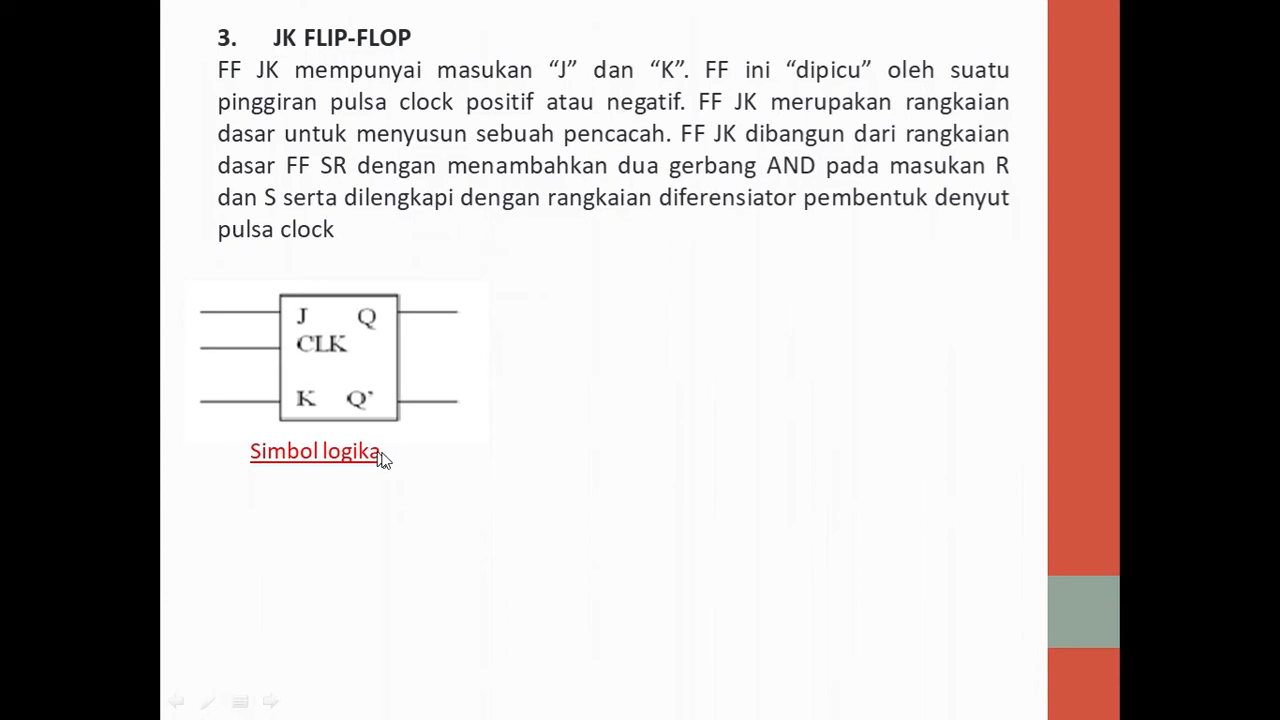 3. JK FLIP-FLOP
FF JK mempunyai masukan “J” dan “K”. FF ini “dipicu” oleh suatu
pinggiran pulsa clock positif atau negatif. FF JK merupakan rangkaian
dasar untuk menyusun sebuah pencacah. FF JK dibangun dari rangkaian
dasar FF SR dengan menambahkan dua gerbang AND pada masukan R
dan S serta dilengkapi dengan rangkaian diferensiator pembentuk denyut
pulsa clock
J Q
CLK
K Q’
Simbol logika